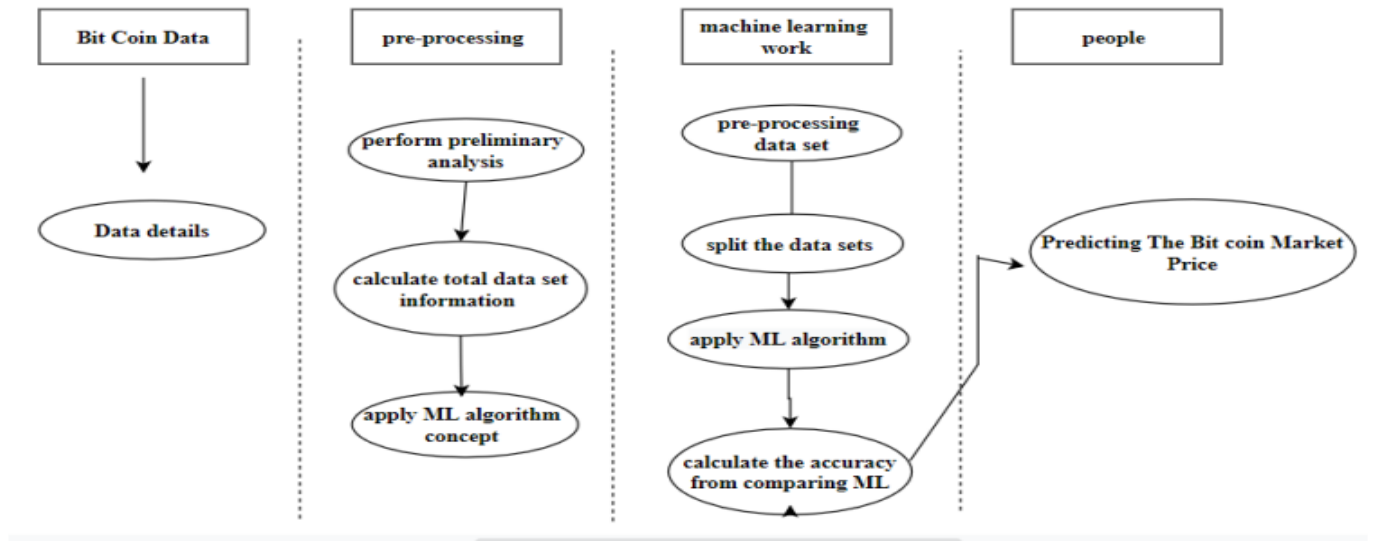 Bit Coin Data
pre-processing
machine learning
work
people
Data details
perform preliminary
analysis
calculate total data set
information
apply ML algorithm
concept
pre-processing
data set
split the data sets
apply ML algorithm
calculate the accuracy
from comparing ML
Predicting The Bit coin Market
Price